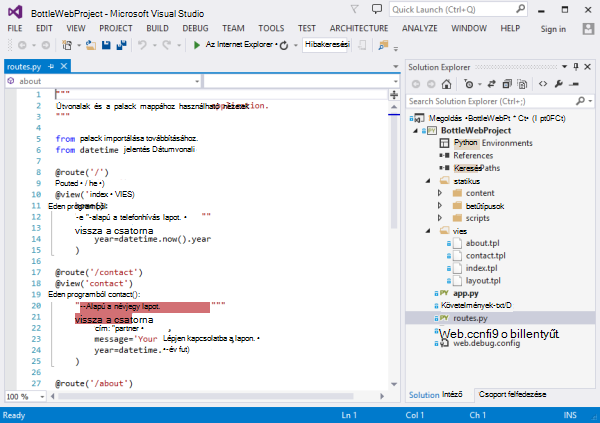 BottleWebProject - Microsoft Visual Studio
Quick Launch (Ctrl+Q)
FILE EDIT VIEW PROJECT BUILD DEBUG TEAM TOOLS TEST ARCHITECTURE ANALYZE WINDOW HELP Sign in
Az Internet Explorer • Hibakeresési
routes.py
about
1 """
2 Útvonalak és a palack mappához használható nézetek application.
3 """
4
5 from palack importálása továbbításához.
6 from datetime jelentés Dátumvonali
7
8 @route('/')
9 Pouted • / he •)
10 @view('index • VIES)
11 Eden programból
12 -e "-alapú a telefonhívás lapot. • ""
13 vissza a csatorna
14 year=datetime.now().year
15 )
16
17 @route('/contact')
18 @view('contact')
19 Eden programból contact():
20 "--Alapú a névjegy lapot. """
21 vissza a csatorna
22 cím: "partner • ,
23 message='Your Lépjen kapcsolatba a lapon. •
24 year=datetime. •-év fut)
25 )
26
27 @route('/about')
100 %
Solution Explorer
Search Solution Explorer (Ctrl+;)
Megoldás •BottleWebPt * Ct• (I pt0FCt)
BottleWebProject
Python Environments
References
Keresés Paths
statikus
content
betűtípusok
scripts
vies
about.tpl
contact.tpl
index.tpl
layout.tpl
app.py
Követelmények-txt/D
routes.py
Web.ccnfi9 o billentyűt
web.debug.config
Solution Intéző Csoport felfedezése
Ready Ln 1 Col 1 Ch 1 INS